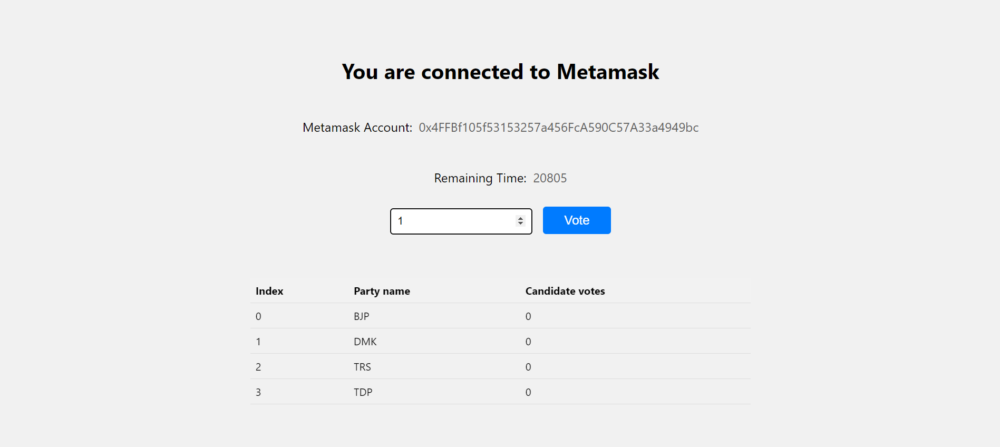 You are connected to Metamask
Metamask Account: 0x4FFBf105f53153257a456FcA590C57A33a4949bc
Remaining Time: 20805
1 Vote
Index Party name Candidate votes
0 BJP 0
1 DMK 0
2 TRS 0
3 TDP 0